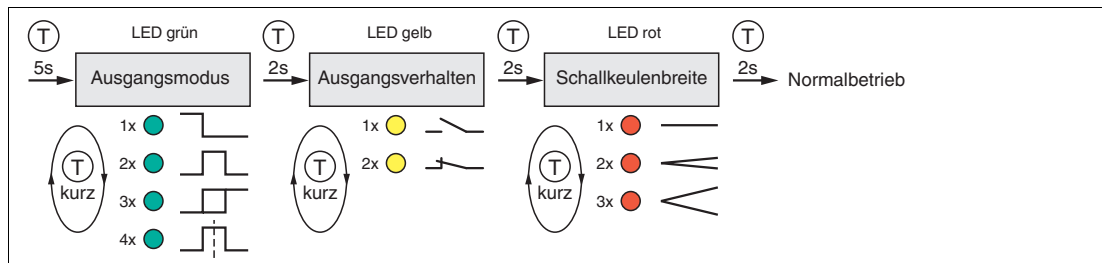 T LED grün T LED gelb T LED rot T
5s Ausgangsmodus 2s Ausgangsverhalten 2s Schallkeulenbreite 2s Normalbetrieb
1x 1x 1x
T 2x T 2x T 2x
kurz 3x kurz kurz 3x
4x